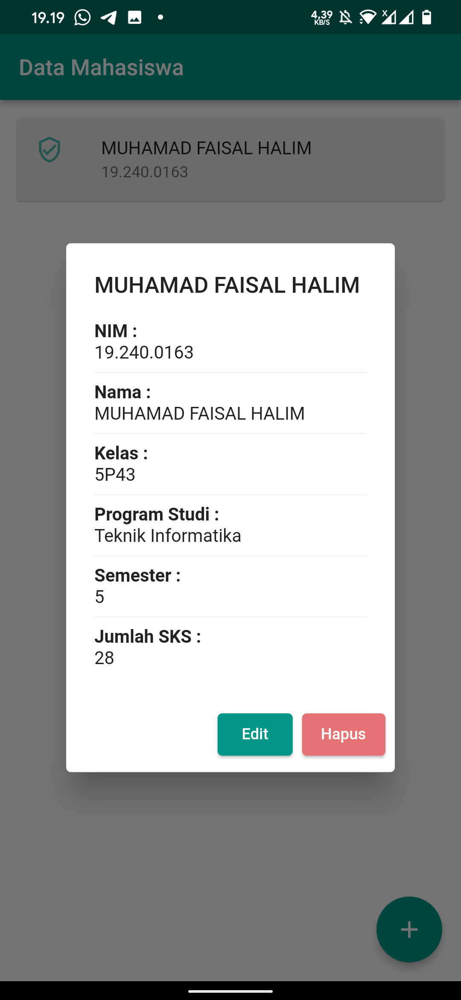 19.19
4,39
KB/S
X
Data Mahasiswa
MUHAMAD FAISAL HALIM
19.240.0163
MUHAMAD FAISAL HALIM
NIM :
19.240.0163
Nama :
MUHAMAD FAISAL HALIM
Kelas :
5P43
Program Studi :
Teknik Informatika
Semester :
5
Jumlah SKS :
28
Edit
Hapus